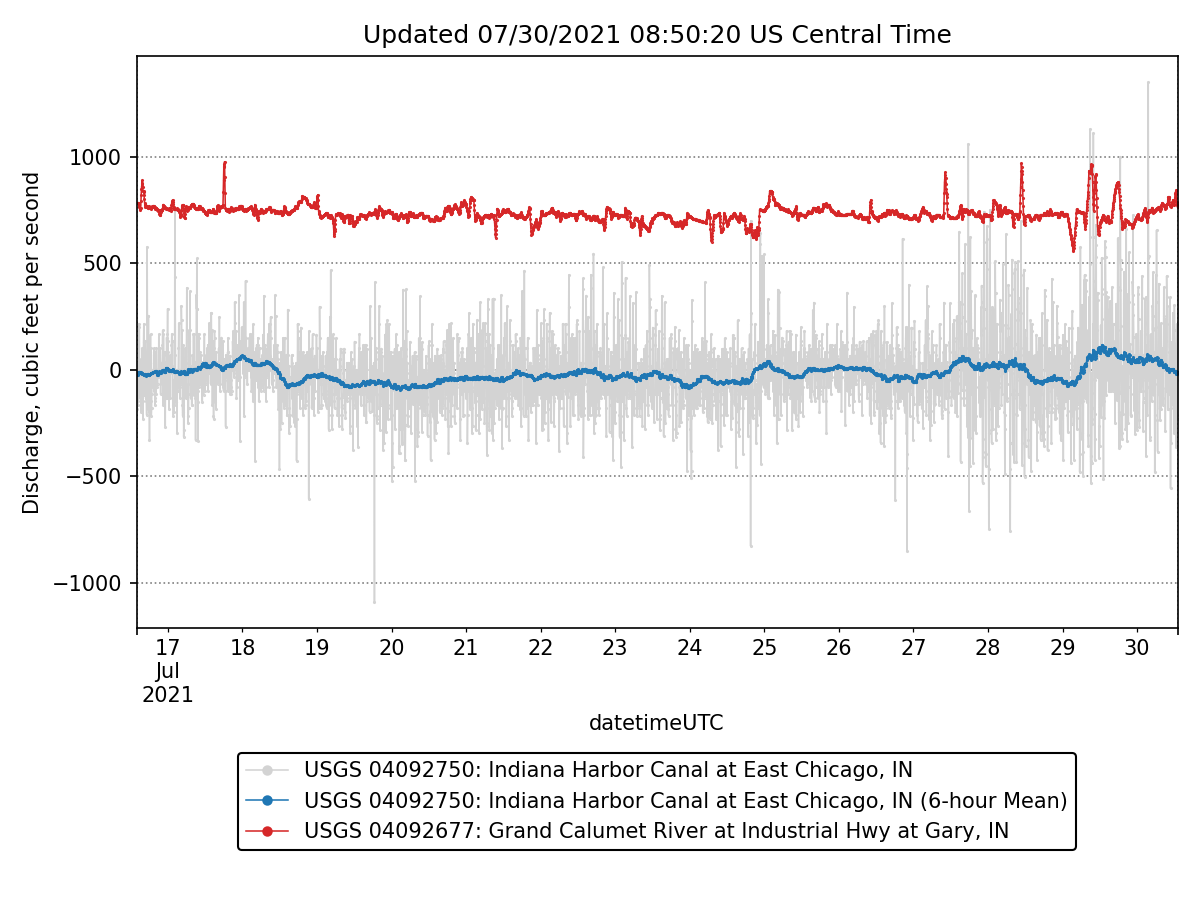 Updated 07/30/2021 08:50:20 US Central Time
Discharge, cubic feet per second
1000
500
0
−500
−1000
17 18 19 20 21 22 23 24 25 26 27 28 29 30
Jul
2021
datetimeUTC
USGS 04092750: Indiana Harbor Canal at East Chicago, IN
USGS 04092750: Indiana Harbor Canal at East Chicago, IN (6-hour Mean)
USGS 04092677: Grand Calumet River at Industrial Hwy at Gary, IN